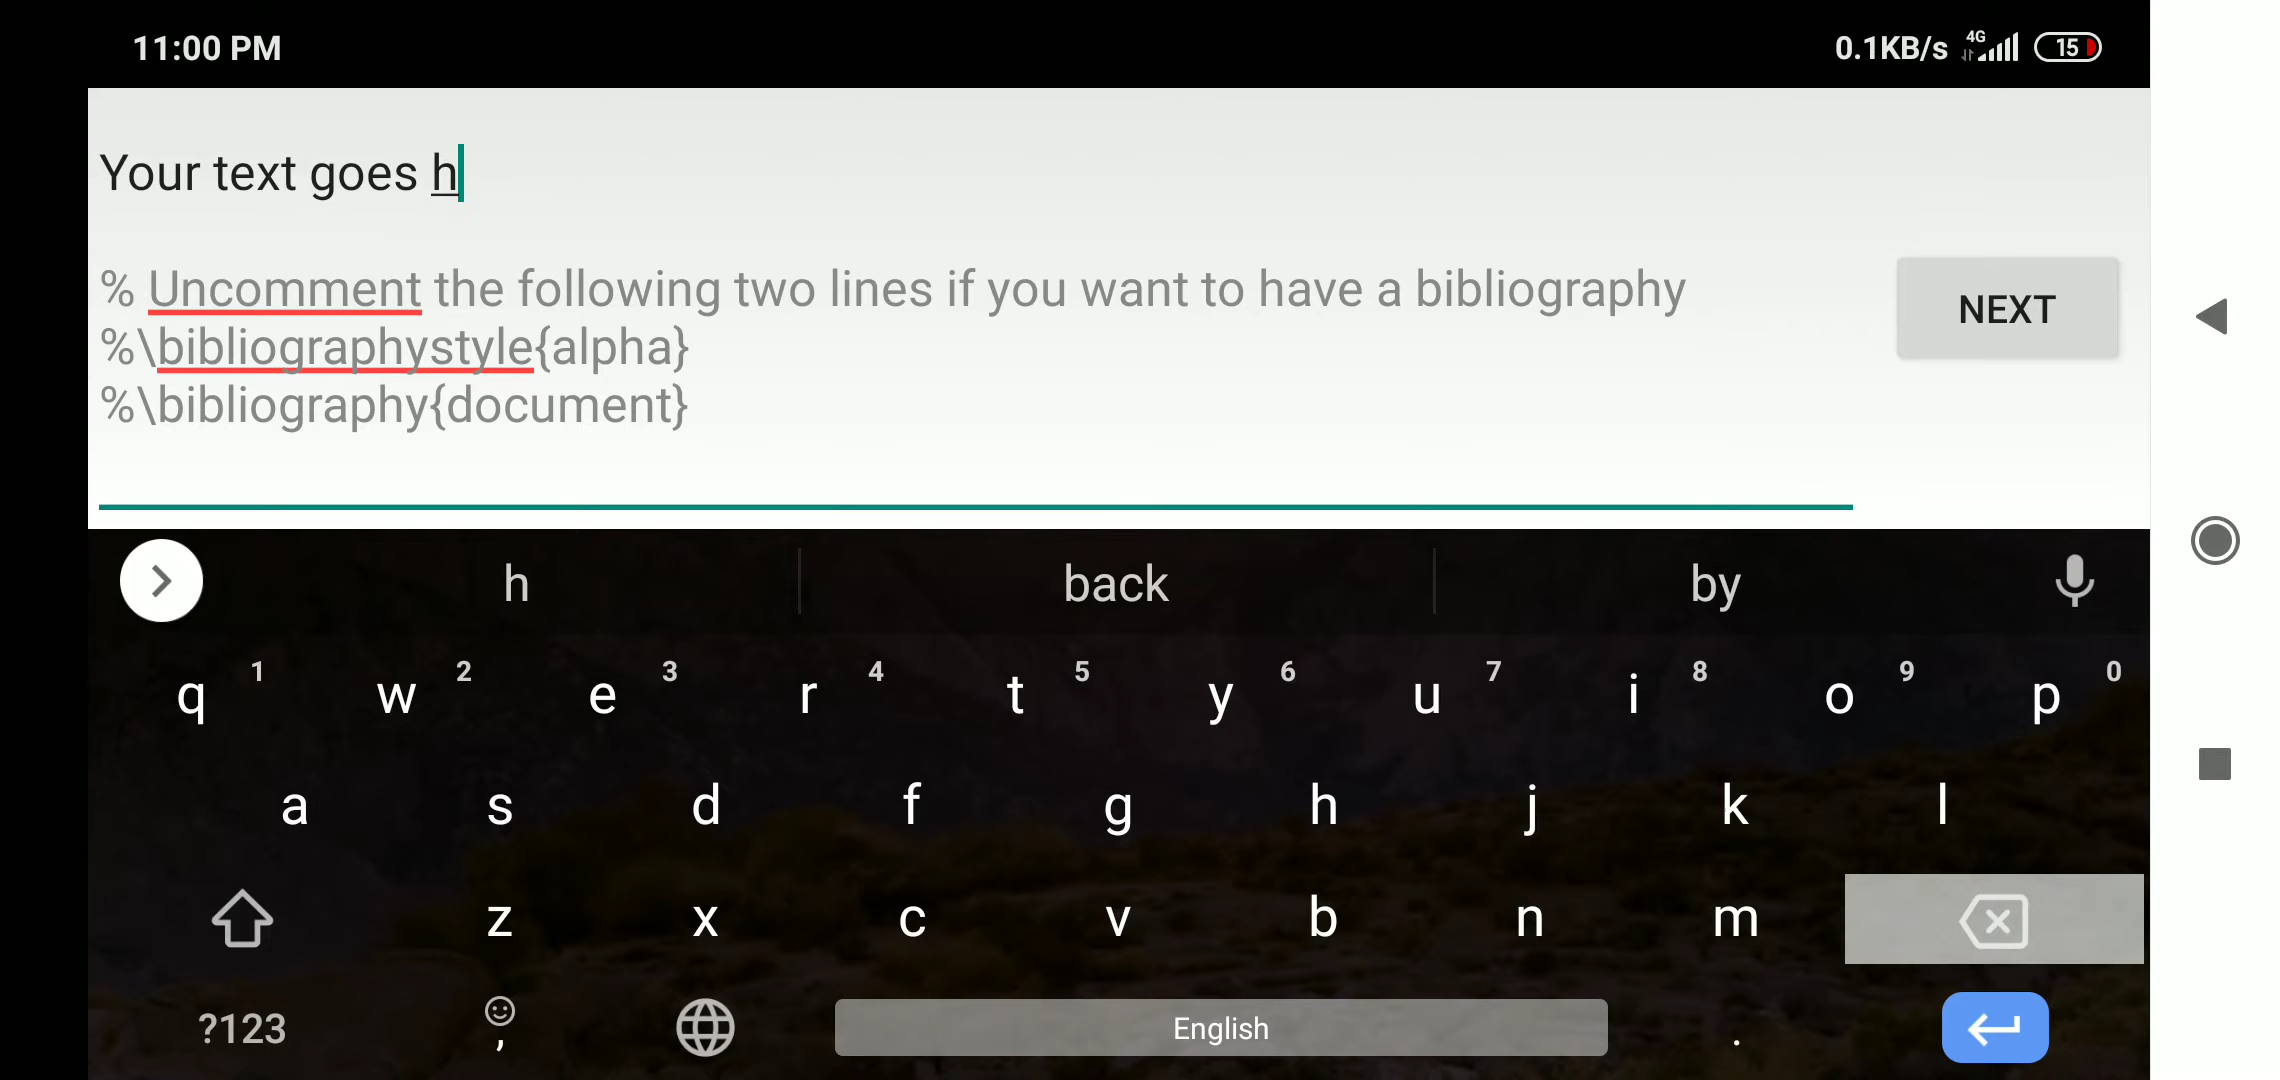 11:00 PM 0.1KB/s 4G 15
Your text goes h
% Uncomment the following two lines if you want to have a bibliography
%\bibliographystyle{alpha}
%\bibliography{document}
NEXT
h back by
q 1 w 2 e 3 r 4 t 5 y 6 u 7 i 8 o 9 p 0
a s d f g h j k l
z x c v b n m
?123 , English .